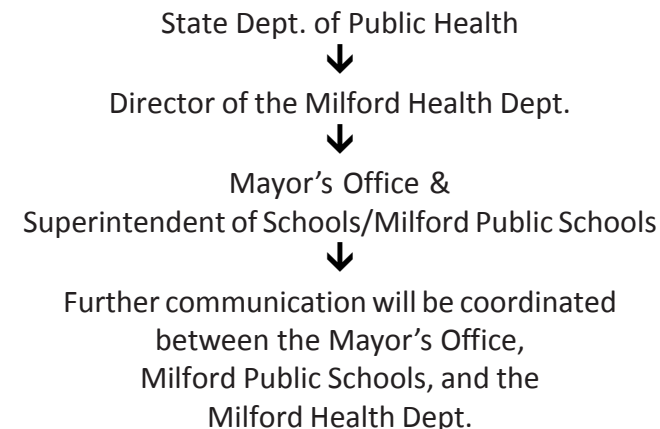 State Dept. of Public Health
↓
Director of the Milford Health Dept.
↓
Mayor's Office &
Superintendent of Schools/Milford Public Schools
↓
Further communication will be coordinated
between the Mayor's Office,
Milford Public Schools, and the
Milford Health Dept.